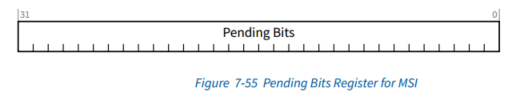 31 0
Pending Bits
Figure 7-55 Pending Bits Register for MSI